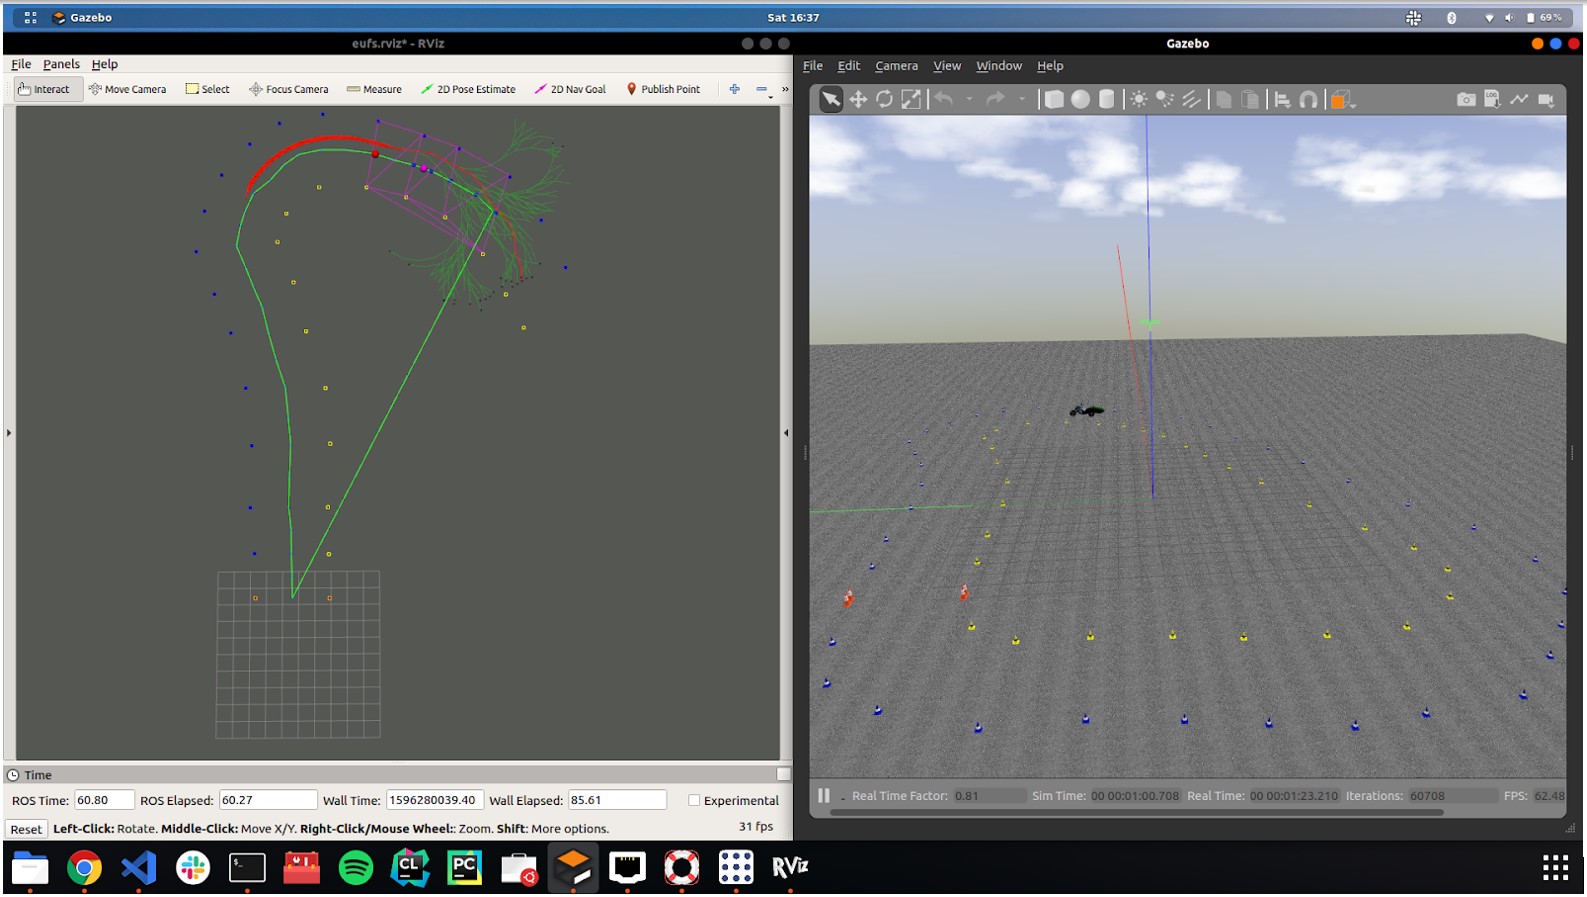 Gazebo
Sat 16:37
69%
eufs.rviz* - RViz
File Panels Help
Interact Move Camera Select Focus Camera Measure 2D Pose Estimate 2D Nav Goal Publish Point
Time
ROS Time: 60.80 ROS Elapsed: 60.27 Wall Time: 1596280039.40 Wall Elapsed: 85.61 Experimental
Reset Left-Click: Rotate. Middle-Click: Move X/Y. Right-Click/Mouse Wheel:: Zoom. Shift: More options. 31 fps
Gazebo
File Edit Camera View Window Help
LOG
Real Time Factor: 0.81 Sim Time: 00 00:01:00.708 Real Time: 00 00:01:23.210 Iterations: 60708 FPS: 62.48
$_ CL PC RViz